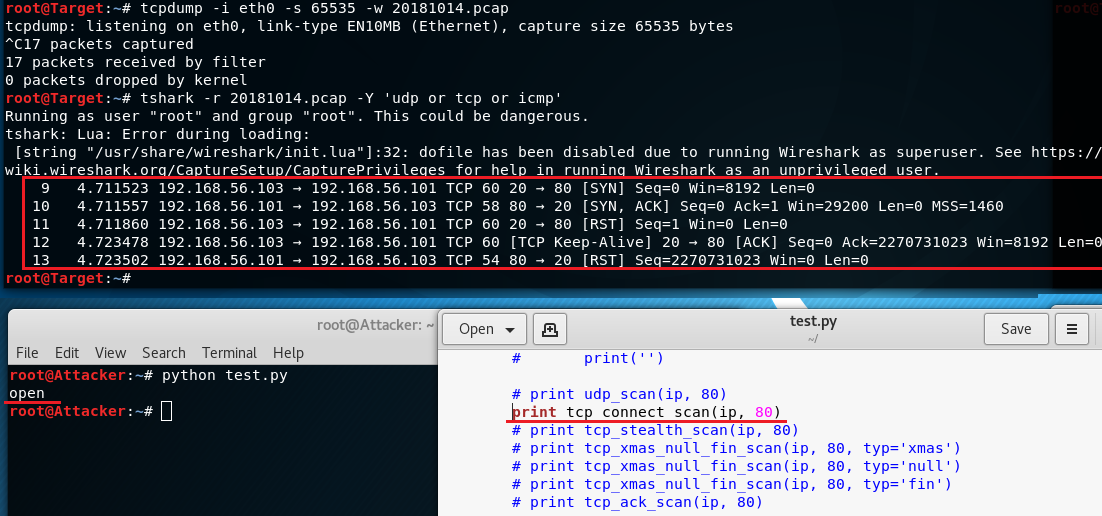 root@Target:~# tcpdump -i eth0 -s 65535 -w 20181014.pcap
root@
tcpdump: listening on eth0, link-type EN10MB (Ethernet), capture size 65535 bytes
^C17 packets captured
17 packets received by filter
0 packets dropped by kernel
root@Target:~# tshark -r 20181014.pcap -Y 'udp or tcp or icmp'
Running as user "root" and group "root". This could be dangerous.
tshark: Lua: Error during loading:
[string "/usr/share/wireshark/init.lua"]:32: dofile has been disabled due to running Wireshark as superuser. See https://
wiki.wireshark.org/CaptureSetup/CapturePrivileges for help in running Wireshark as an unprivileged user.
9 4.711523 192.168.56.103 → 192.168.56.101 TCP 60 20 → 80 [SYN] Seq=0 Win=8192 Len=0
10 4.711557 192.168.56.101 → 192.168.56.103 TCP 58 80 → 20 [SYN, ACK] Seq=0 Ack=1 Win=29200 Len=0 MSS=1460
11 4.711860 192.168.56.103 → 192.168.56.101 TCP 60 20 → 80 [RST] Seq=1 Win=0 Len=0
12 4.723478 192.168.56.103 → 192.168.56.101 TCP 60 [TCP Keep-Alive] 20 → 80 [ACK] Seq=0 Ack=2270731023 Win=8192 Len=0
13 4.723502 192.168.56.101 → 192.168.56.103 TCP 54 80 → 20 [RST] Seq=2270731023 Win=0 Len=0
root@Target:~#
root@Attacker: ~
File Edit View Search Terminal Help
root@Attacker:~# python test.py
open
root@Attacker:~#
Open
test.py
~/
Save
# print('')
# print udp_scan(ip, 80)
print tcp_connect_scan(ip, 80)
# print tcp_stealth_scan(ip, 80)
# print tcp_xmas_null_fin_scan(ip, 80, typ='xmas')
# print tcp_xmas_null_fin_scan(ip, 80, typ='null')
# print tcp_xmas_null_fin_scan(ip, 80, typ='fin')
# print tcp_ack_scan(ip, 80)